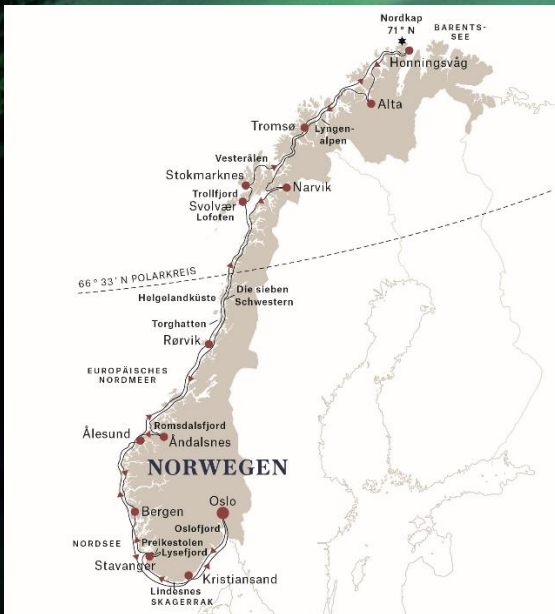 Nordkap
71° N
BARENTS-
SEE
Honningsvåg
Alta
Tromsø
Lyngen-
alpen
Vesterålen
Stokmarknes
Trollfjord
Svolvær
Lofoten
Narvik
66° 33' N POLARKREIS
Die sieben
Schwestern
Helgelandküste
Torghatten
Rørvik
EUROPÄISCHES
NORDMEER
Romsdalsfjord
Ålesund
Åndalsnes
NORWEGEN
Oslo
Bergen
Oslofjord
NORDSEE
Preikestolen
Lysefjord
Stavanger
Kristiansand
Lindesnes
SKAGERRAK